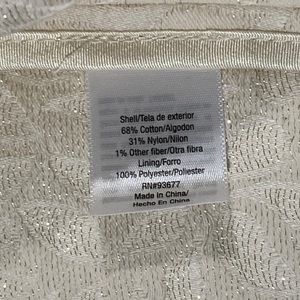 Shell/Tela de exterior
68% Cotton/Algodon
31% Nylon/Nilon
1% Other fiber/Otra fibra
Lining/Forro
100% Polyester/Poliester
RN#93677
Made in China/
Hecho En China